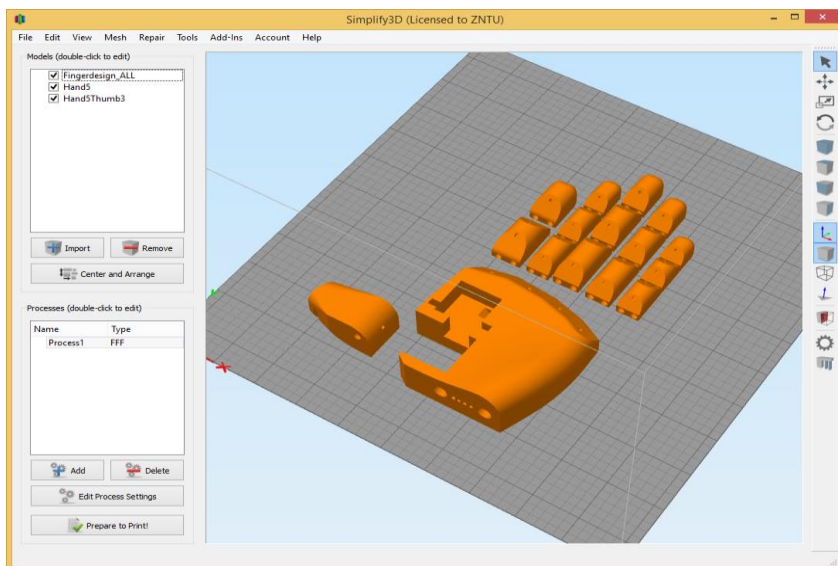 Simplify3D (Licensed to ZNTU)
File Edit View Mesh Repair Tools Add-Ins Account Help
Models (double-click to edit)
Fingerdesign_ALL
Hand5
Hand5Thumb3
Import Remove
Center and Arrange
Processes (double-click to edit)
Name Type
Process1 FFF
Add Delete
Edit Process Settings
Prepare to Print!